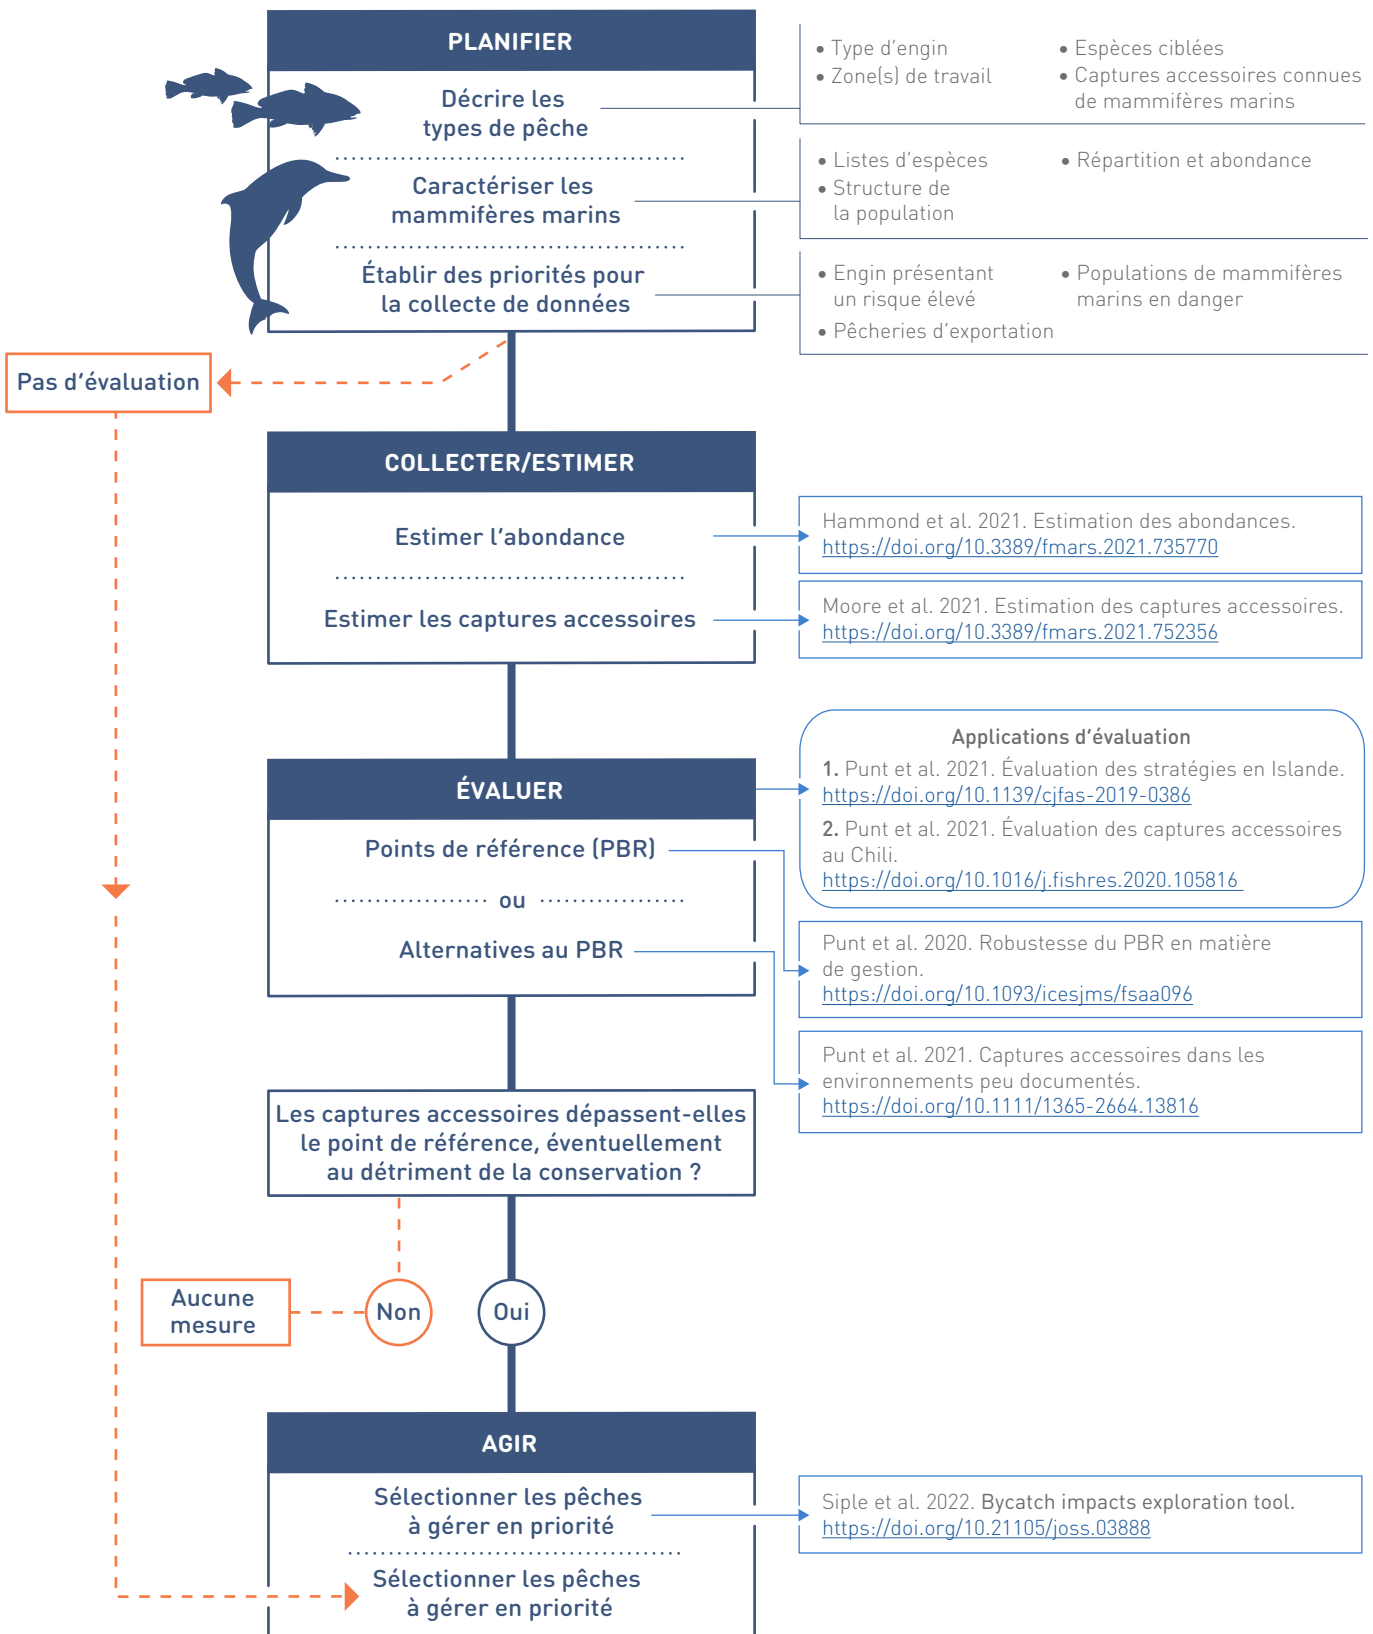 PLANIFIER
Décrire les
types de pêche
• Type d'engin
• Zone(s) de travail
• Espèces ciblées
• Captures accessoires connues
de mammifères marins
Caractériser les
mammifères marins
• Listes d'espèces
• Structure de
la population
• Répartition et abondance
Établir des priorités pour
la collecte de données
• Engin présentant
un risque élevé
• Pêcheries d'exportation
• Populations de mammifères
marins en danger
Pas d'évaluation
COLLECTER/ESTIMER
Estimer l'abondance
Hammond et al. 2021. Estimation des abondances.
https://doi.org/10.3389/fmars.2021.735770
Estimer les captures accessoires
Moore et al. 2021. Estimation des captures accessoires.
https://doi.org/10.3389/fmars.2021.752356
ÉVALUER
Applications d'évaluation
1. Punt et al. 2021. Évaluation des stratégies en Islande.
https://doi.org/10.1139/cjfas-2019-0386
2. Punt et al. 2021. Évaluation des captures accessoires
au Chili.
https://doi.org/10.1016/j.fishres.2020.105816
Points de référence (PBR)
ou
Alternatives au PBR
Punt et al. 2020. Robustesse du PBR en matière
de gestion.
https://doi.org/10.1093/icesjms/fsaa096
Punt et al. 2021. Captures accessoires dans les
environnements peu documentés.
https://doi.org/10.1111/1365-2664.13816
Les captures accessoires dépassent-elles
le point de référence, éventuellement
au détriment de la conservation ?
Aucune
mesure
Non
Oui
AGIR
Sélectionner les pêches
à gérer en priorité
Siple et al. 2022. Bycatch impacts exploration tool.
https://doi.org/10.21105/joss.03888
Sélectionner les pêches
à gérer en priorité